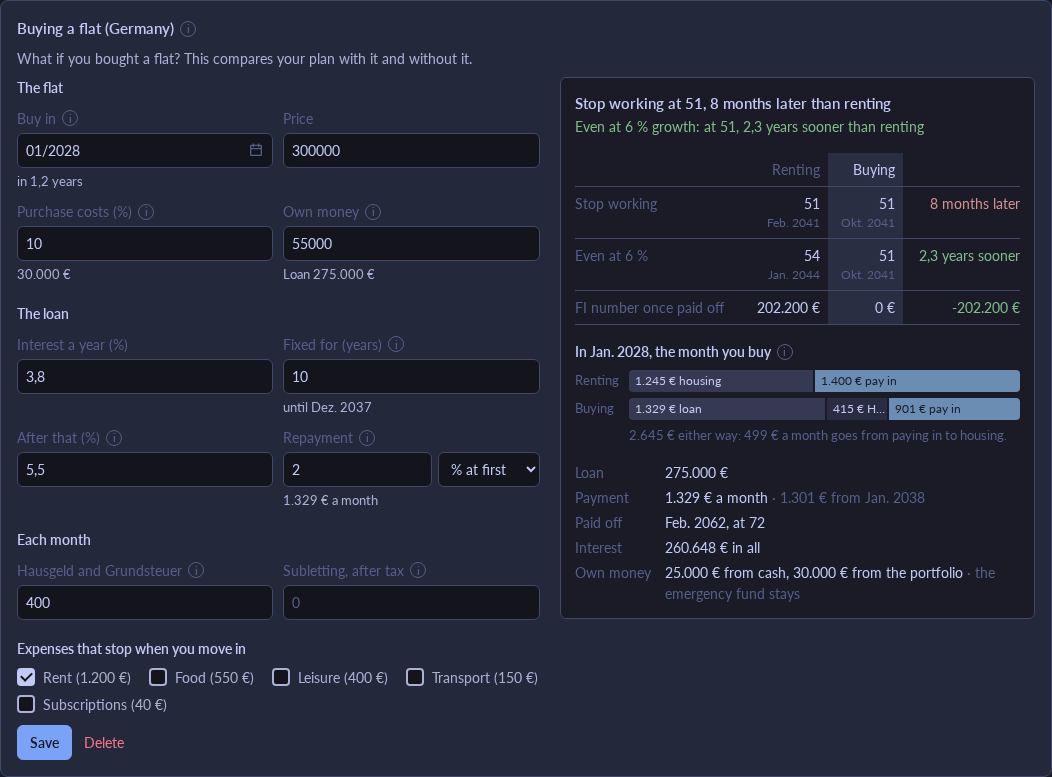 Buying a flat (Germany)
What if you bought a flat? This compares your plan with it and without it.
The flat
Buy in
Price
01/2028
300000
in 1,2 years
Purchase costs (%)
Own money
10
55000
30.000 €
Loan 275.000 €
The loan
Interest a year (%)
Fixed for (years)
3,8
10
until Dez. 2037
After that (%)
Repayment
5,5
2
% at first
1.329 € a month
Each month
Hausgeld and Grundsteuer
Subletting, after tax
400
0
Expenses that stop when you move in
Rent (1.200 €)
Food (550 €)
Leisure (400 €)
Transport (150 €)
Subscriptions (40 €)
Save
Delete
Stop working at 51, 8 months later than renting
Even at 6 % growth: at 51, 2,3 years sooner than renting
Renting Buying
Stop working 51 51 8 months later
Feb. 2041 Okt. 2041
Even at 6 % 54 51 2,3 years sooner
Jan. 2044 Okt. 2041
FI number once paid off 202.200 € 0 € -202.200 €
In Jan. 2028, the month you buy
Renting 1.245 € housing 1.400 € pay in
Buying 1.329 € loan 415 € H... 901 € pay in
2.645 € either way: 499 € a month goes from paying in to housing.
Loan 275.000 €
Payment 1.329 € a month · 1.301 € from Jan. 2038
Paid off Feb. 2062, at 72
Interest 260.648 € in all
Own money 25.000 € from cash, 30.000 € from the portfolio · the
emergency fund stays